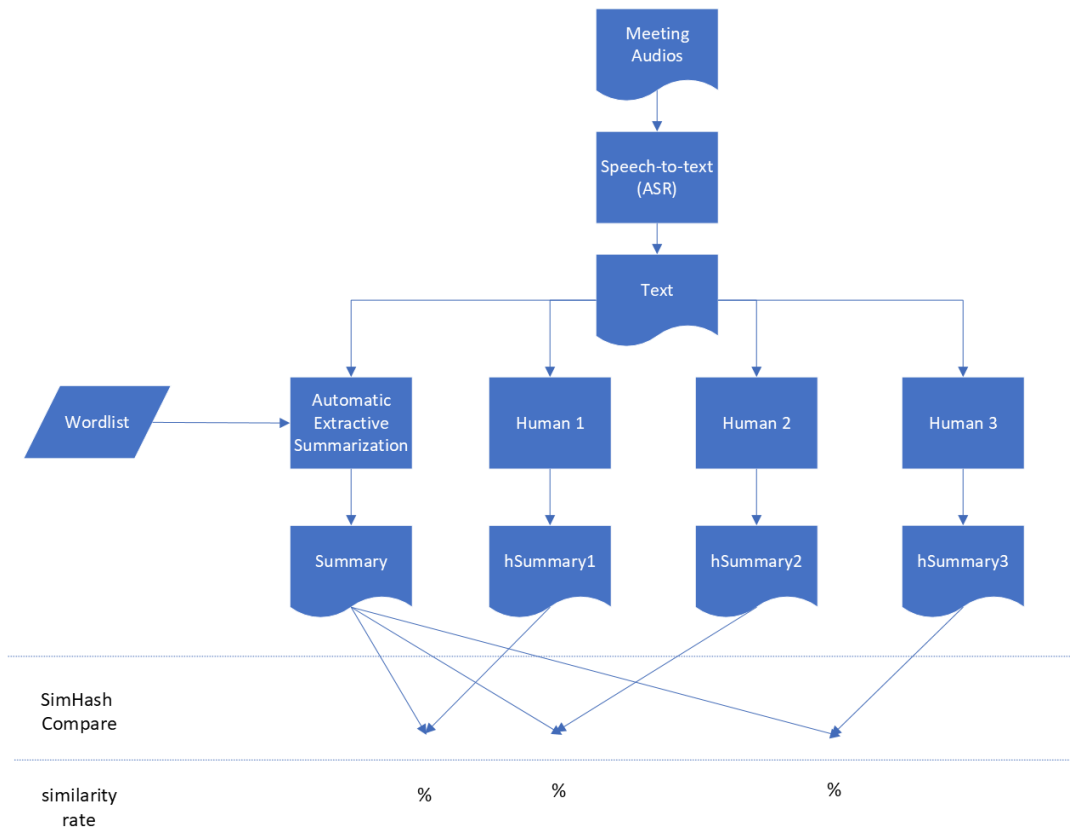 Meeting
Audios
Speech-to-text
(ASR)
Text
Wordlist
Automatic
Extractive
Summarization
Human 1
Human 2
Human 3
Summary
hSummary1
hSummary2
hSummary3
SimHash
Compare
similarity
rate
%
%
%